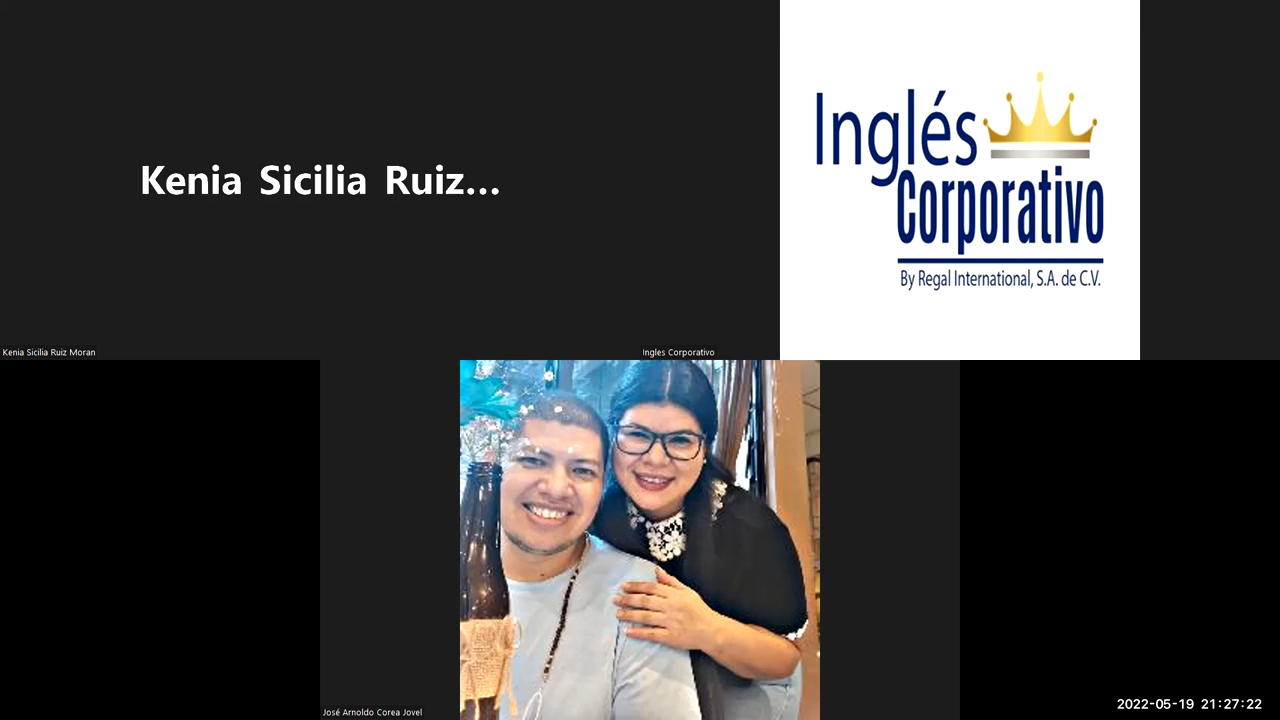 Kenia Sicilia Ruiz...
Inglés
Corporativo
By Regal International, S.A. de C.V.
Kenia Sicilia Ruiz Moran
Ingles Corporativo
José Arnoldo Corea Jovel
2022-05-19 21:27:22